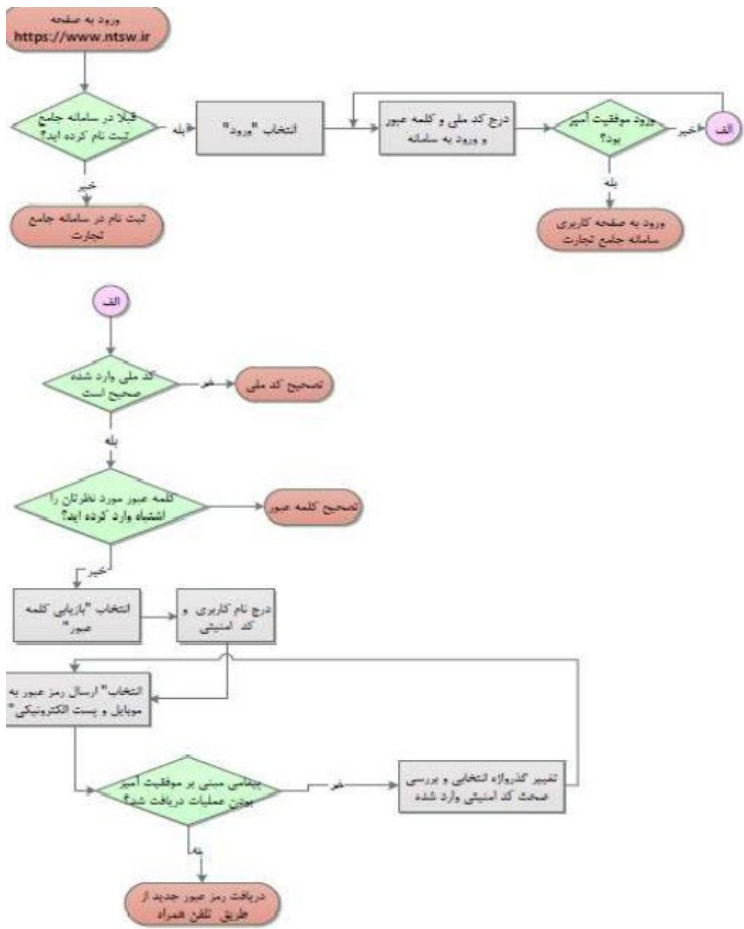 ورود به صفحه
https://www.ntsw.ir
قبلا در سامانه جامع
ثبت نام کرده اید؟
بله
انتخاب "ورود"
درج کد ملی و کلمه عبور
و ورود به سامانه
ورود موفقیت آمیز
بود؟
خیر
الف
خیر
ثبت نام در سامانه جامع
تجارت
بله
ورود به صفحه کاربری
سامانه جامع تجارت
الف
کد ملی وارد شده
صحیح است
خیر
تصحیح کد ملی
بله
کلمه عبور مورد نظرتان را
اشتباه وارد کرده اید؟
تصحیح کلمه عبور
خیر
انتخاب "بازیابی کلمه
عبور"
درج نام کاربری و
کد امنیتی
انتخاب" ارسال رمز عبور به
موبایل و پست الکترونیکی"
پیغامی مبنی بر موفقیت آمیز
بودن عملیات دریافت شد؟
خیر
تغییر گذرواژه انتخابی و بررسی
صحت کد امنیتی وارد شده
بله
دریافت رمز عبور جدید از
طریق تلفن همراه